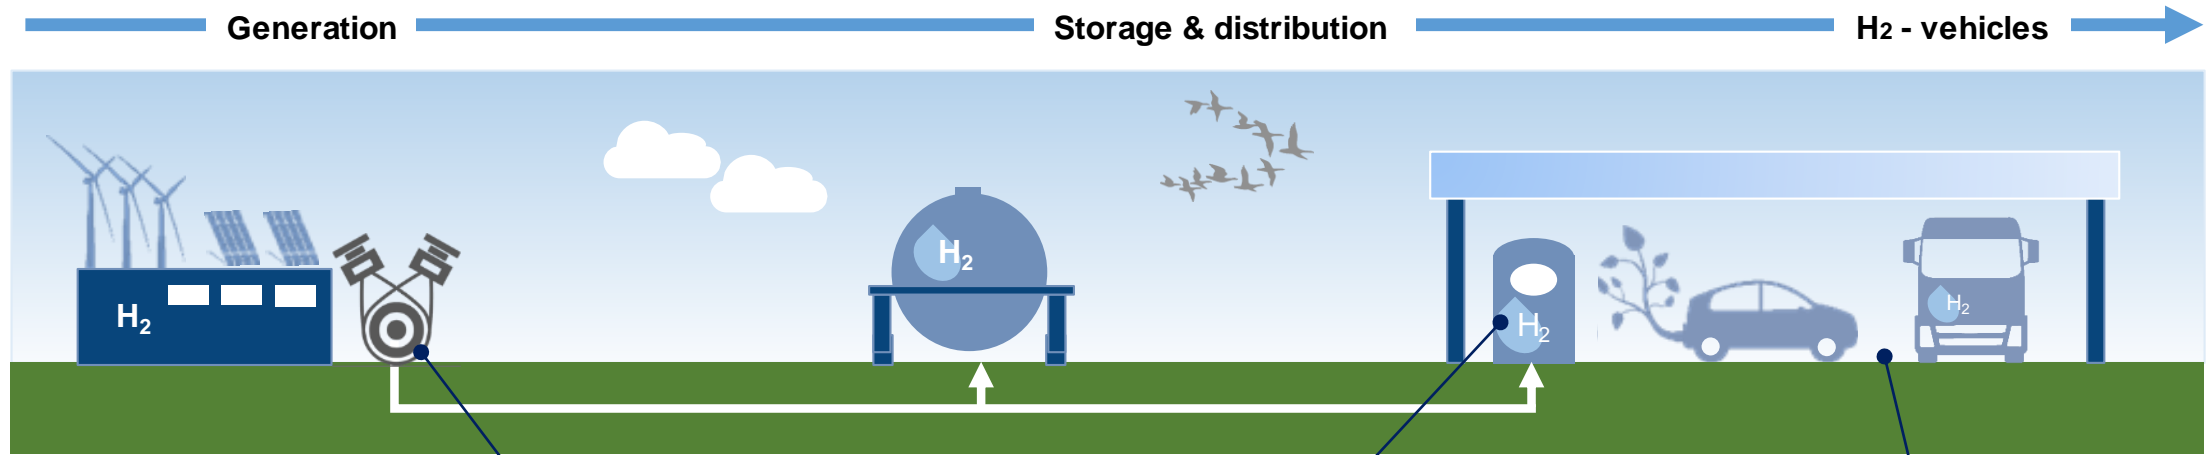 Generation
Storage & distribution
H2 - vehicles
H2
H2
H2
H2